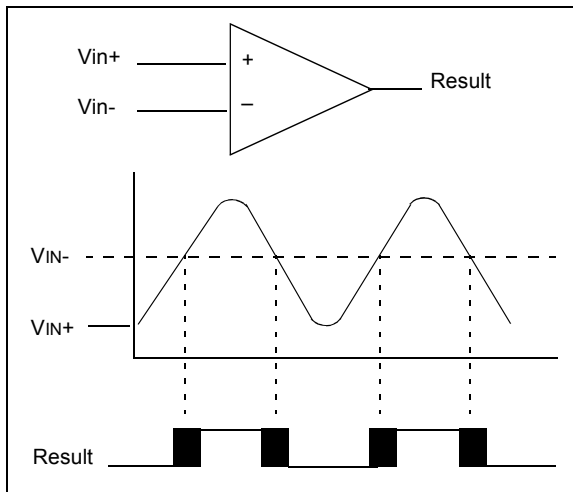 Vin+
+
Result
Vin-
–
VIN-
VIN+
Result